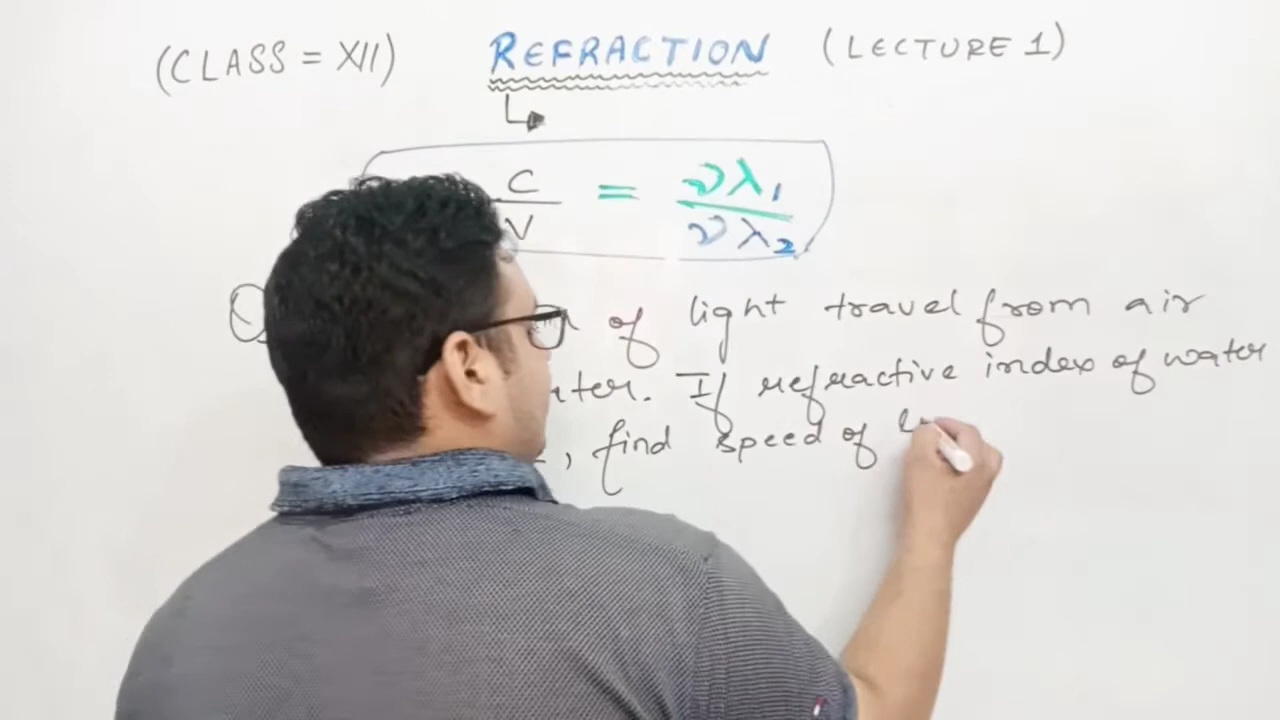 (CLASS = XII) REFRACTION (LECTURE 1)
C/V = νλ1/νλ2
of light travel from air
If refractive index of water
, find speed of